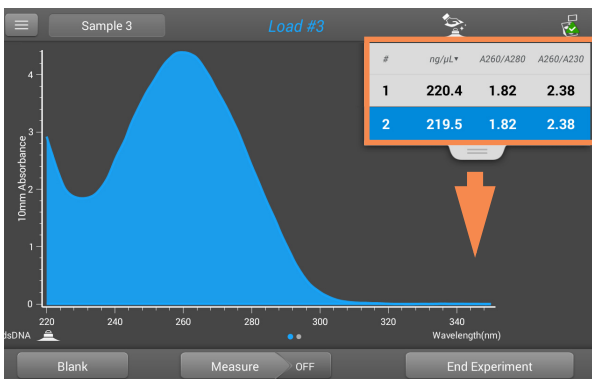 Sample 3 Load #3
# ng/µL▾ A260/A280 A260/A230
1 220.4 1.82 2.38
2 219.5 1.82 2.38
10mm Absorbance
4
3
2
1
0
220 240 260 280 300 320 340
dsDNA Wavelength(nm)
Blank Measure OFF End Experiment